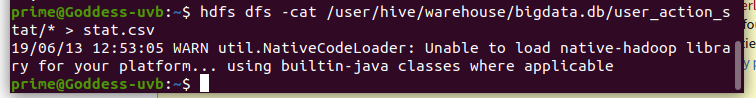 prime@Goddess-uvb:~$ hdfs dfs -cat /user/hive/warehouse/bigdata.db/user_action_s
tat/* > stat.csv
19/06/13 12:53:05 WARN util.NativeCodeLoader: Unable to load native-hadoop libra
ry for your platform... using builtin-java classes where applicable
prime@Goddess-uvb:~$